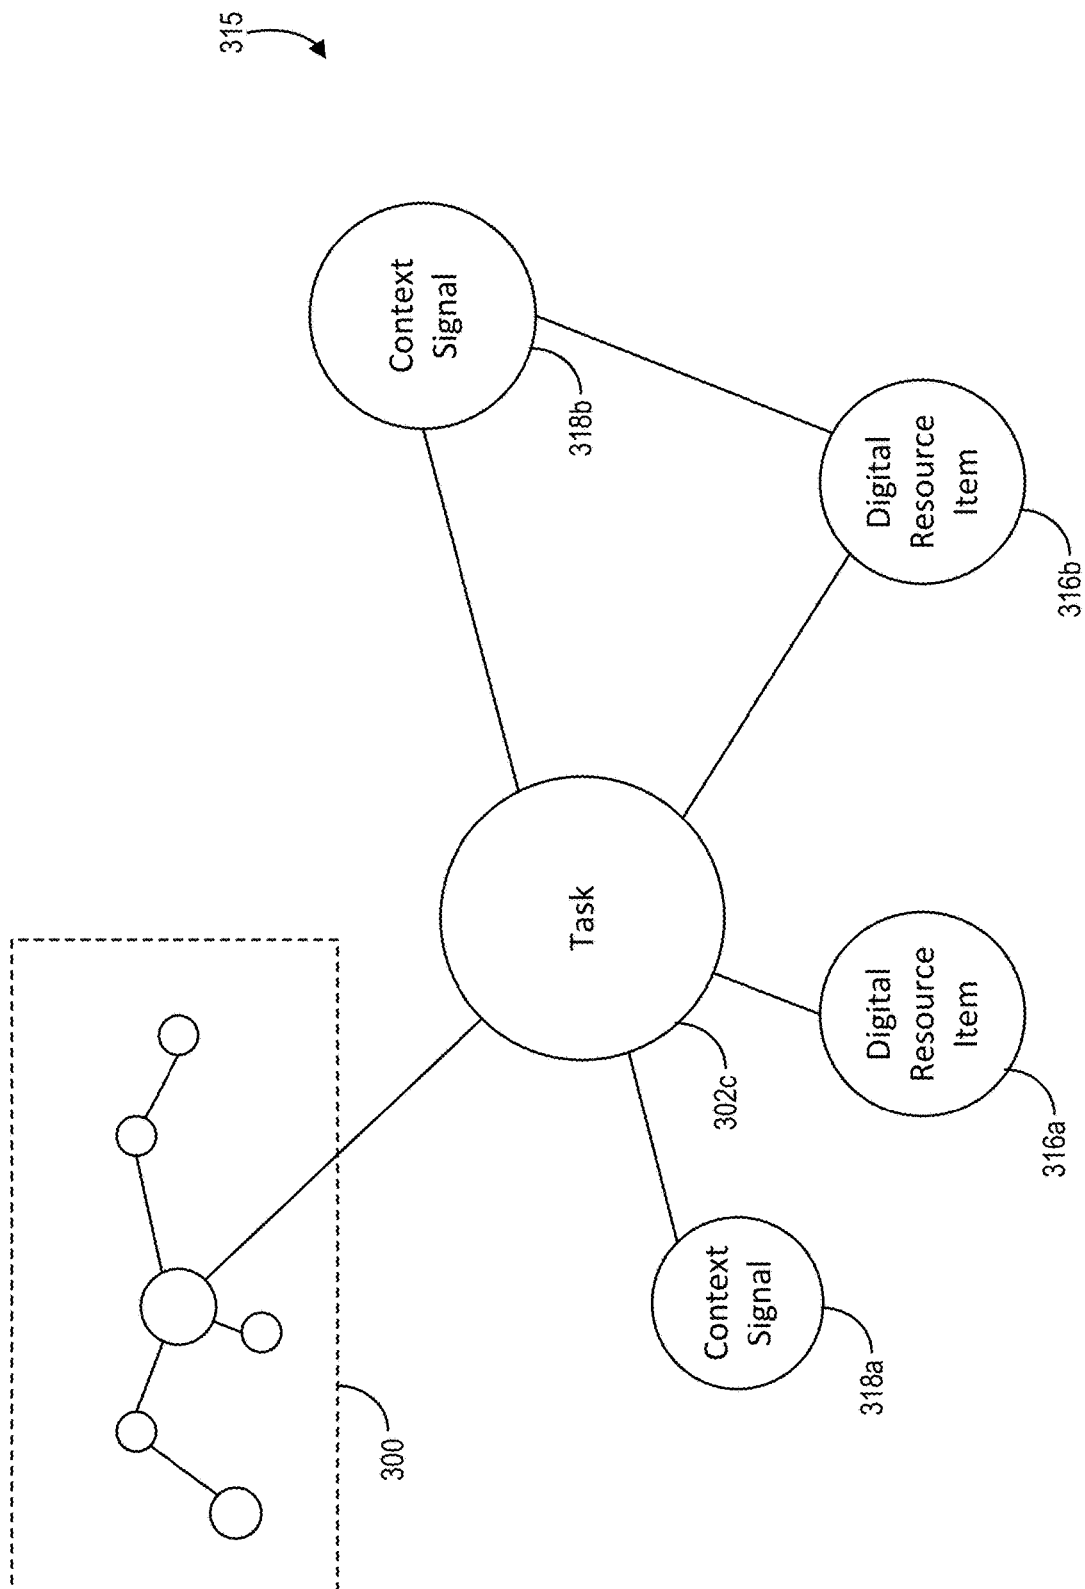 315
300
Context
Signal
318b
Task
302c
Context
Signal
318a
Digital
Resource
Item
316a
Digital
Resource
Item
316b